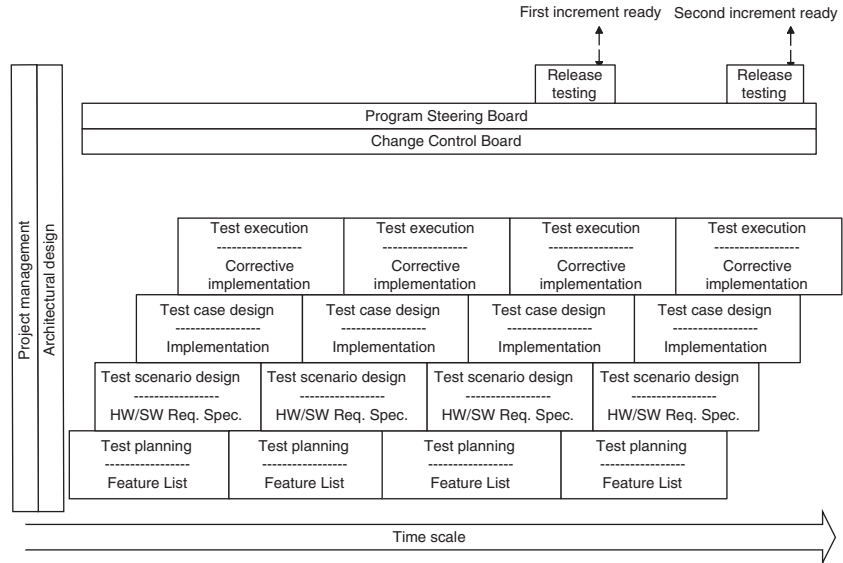 First increment ready
Second increment ready
Release
testing
Release
testing
Program Steering Board
Change Control Board
Project management
Architectural design
Test execution
-----------------
Corrective
implementation
Test execution
-----------------
Corrective
implementation
Test execution
-----------------
Corrective
implementation
Test execution
-----------------
Corrective
implementation
Test case design
-----------------
Implementation
Test case design
-----------------
Implementation
Test case design
-----------------
Implementation
Test case design
-----------------
Implementation
Test scenario design
-----------------
HW/SW Req. Spec.
Test scenario design
-----------------
HW/SW Req. Spec.
Test scenario design
-----------------
HW/SW Req. Spec.
Test scenario design
-----------------
HW/SW Req. Spec.
Test planning
-----------------
Feature List
Test planning
-----------------
Feature List
Test planning
-----------------
Feature List
Test planning
-----------------
Feature List
Time scale